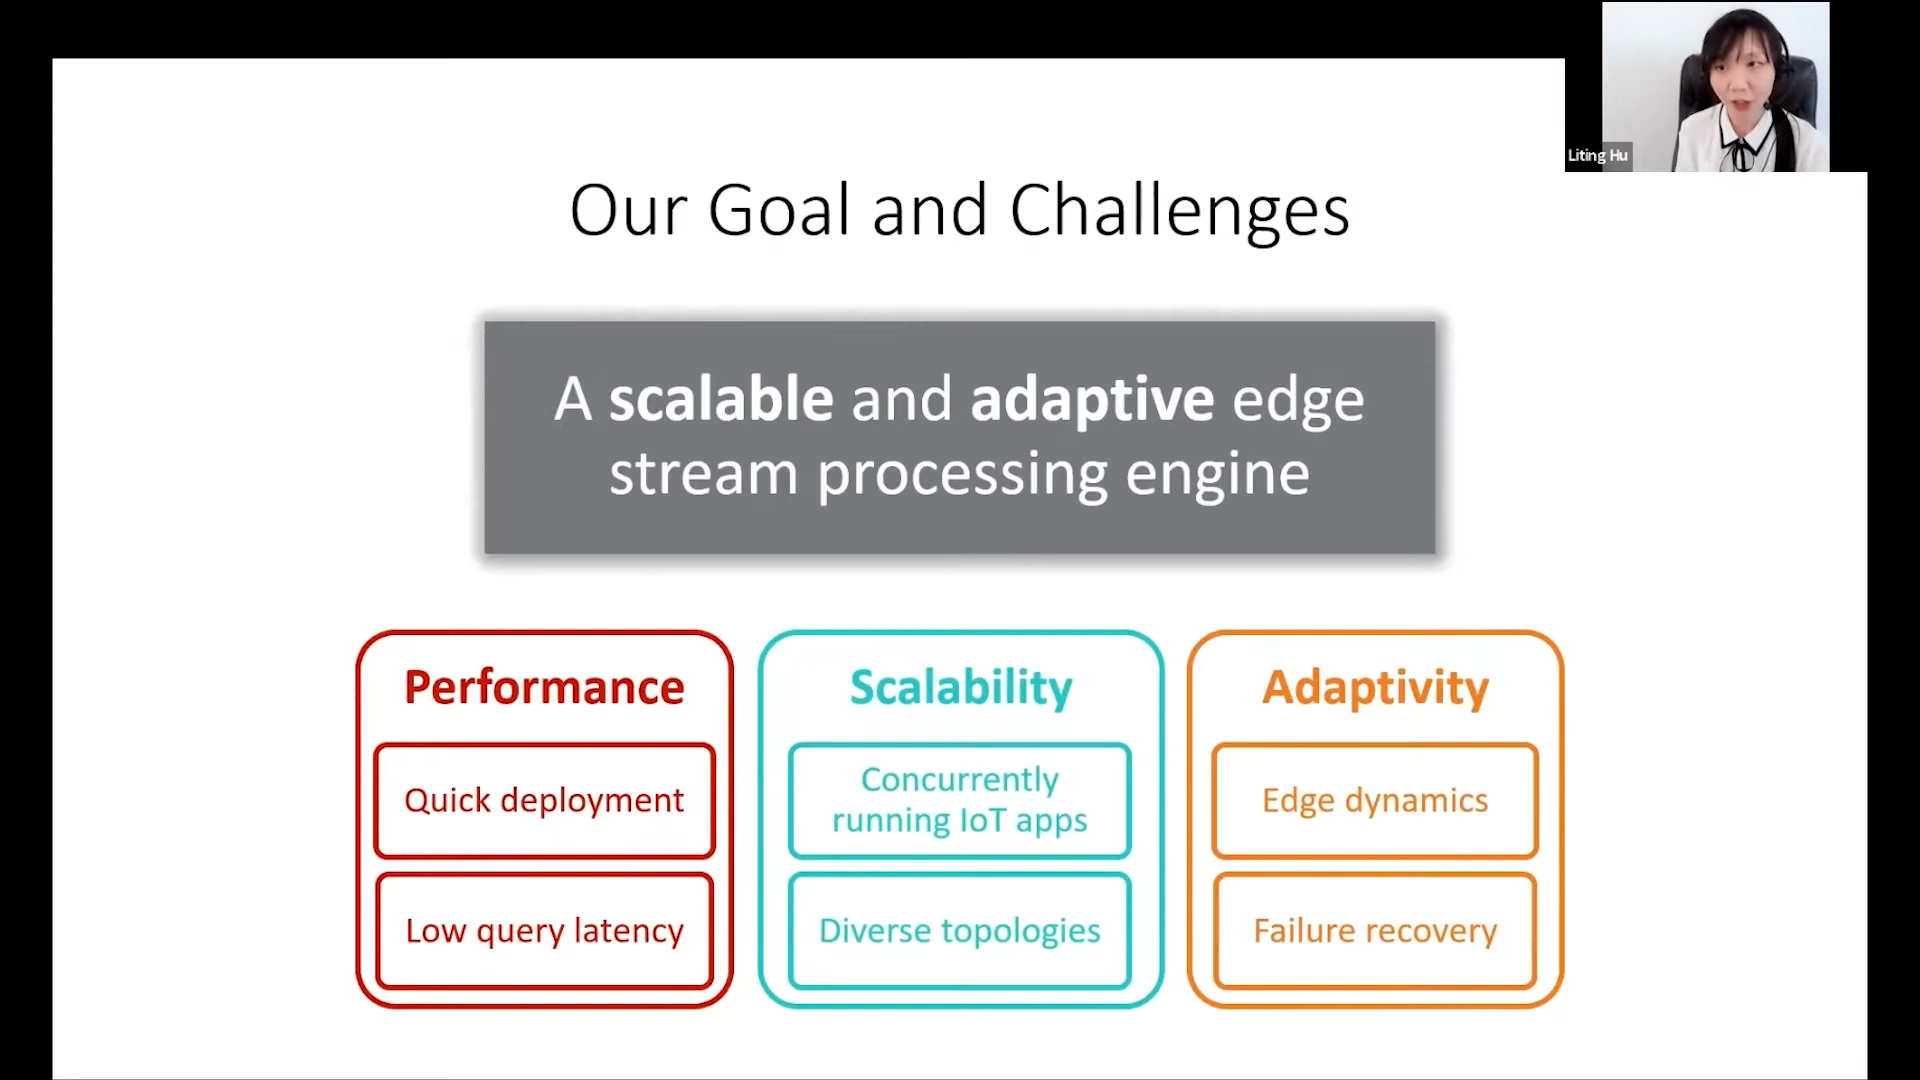 Liting Hu
Our Goal and Challenges
A scalable and adaptive edge
stream processing engine
Performance
Quick deployment
Low query latency
Scalability
Concurrently
running IoT apps
Diverse topologies
Adaptivity
Edge dynamics
Failure recovery